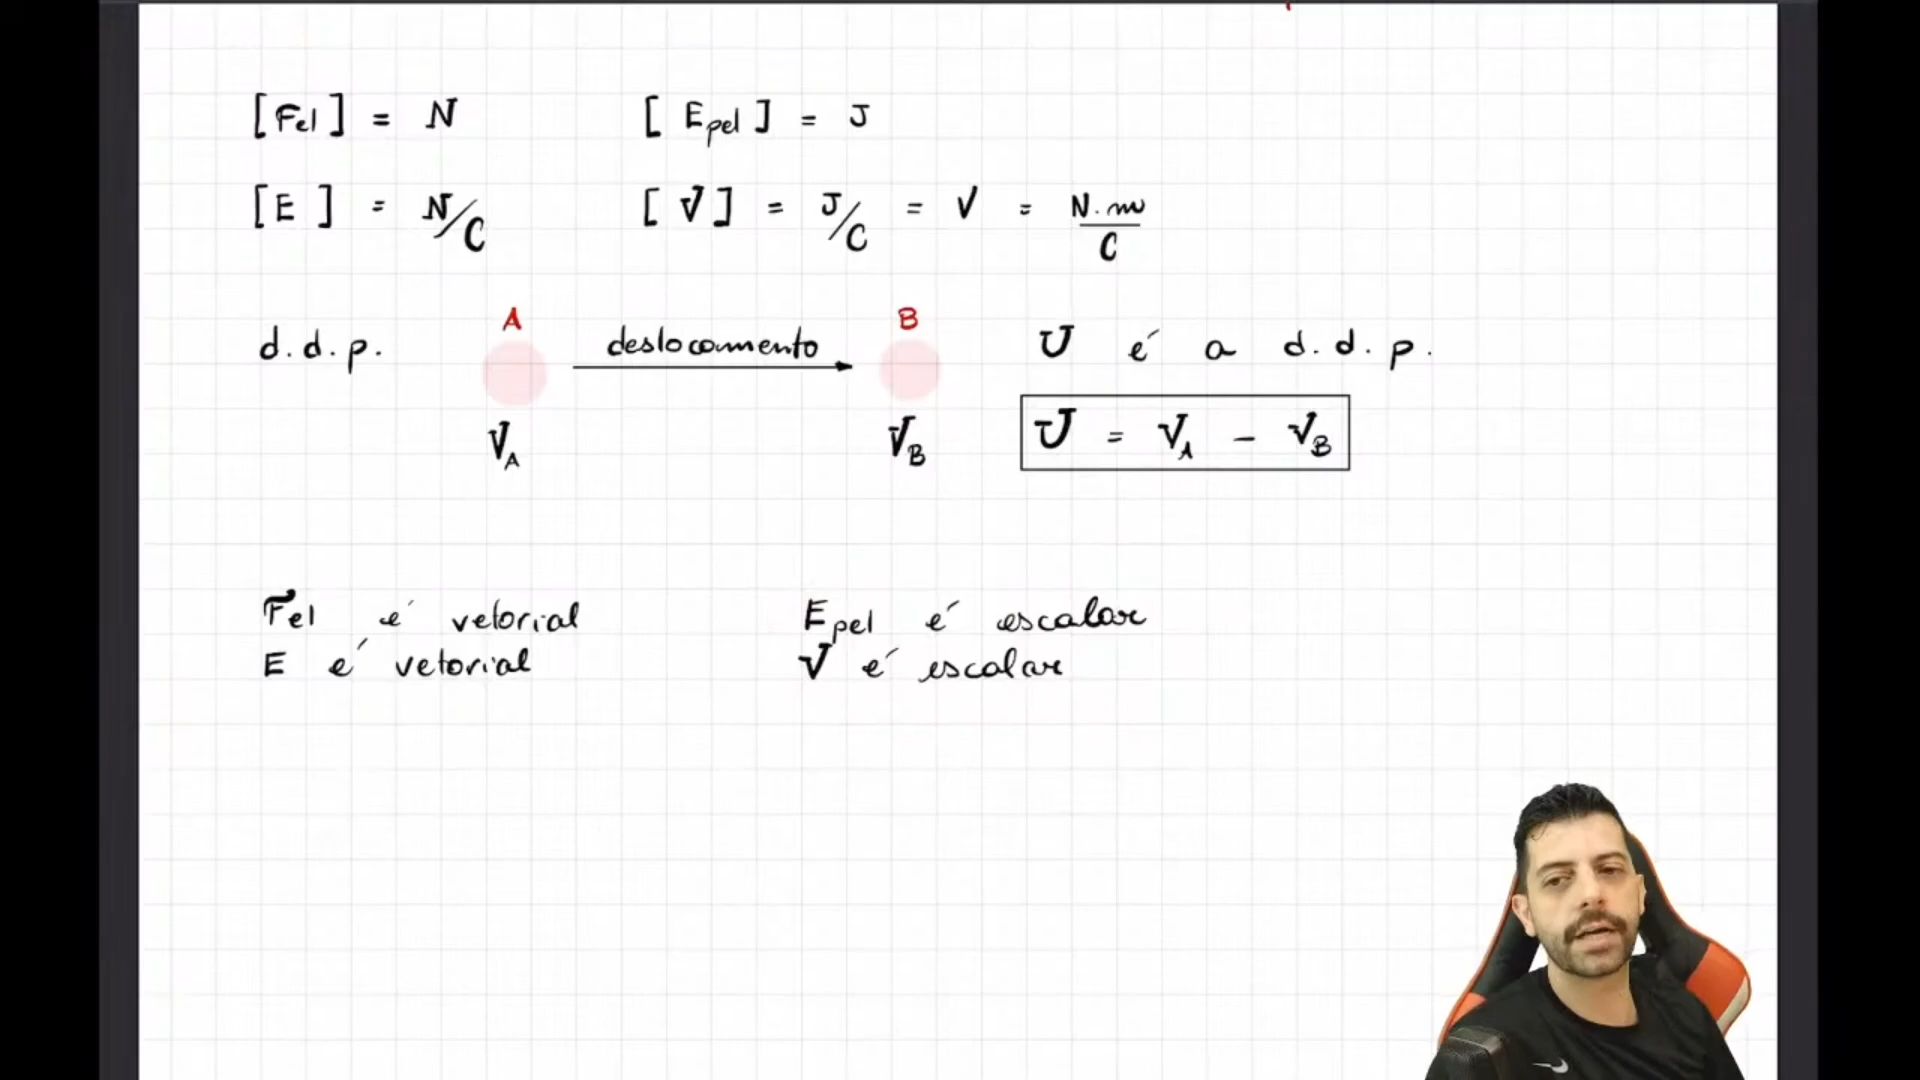 [Fel] = N [Epel] = J
[E] = N/C [V] = J/C = V = N.m/C
d.d.p. A deslocamento B U é a d.d.p.
VA VB U = VA - VB
Fel é vetorial Epel é escalar
E é vetorial V é escalar